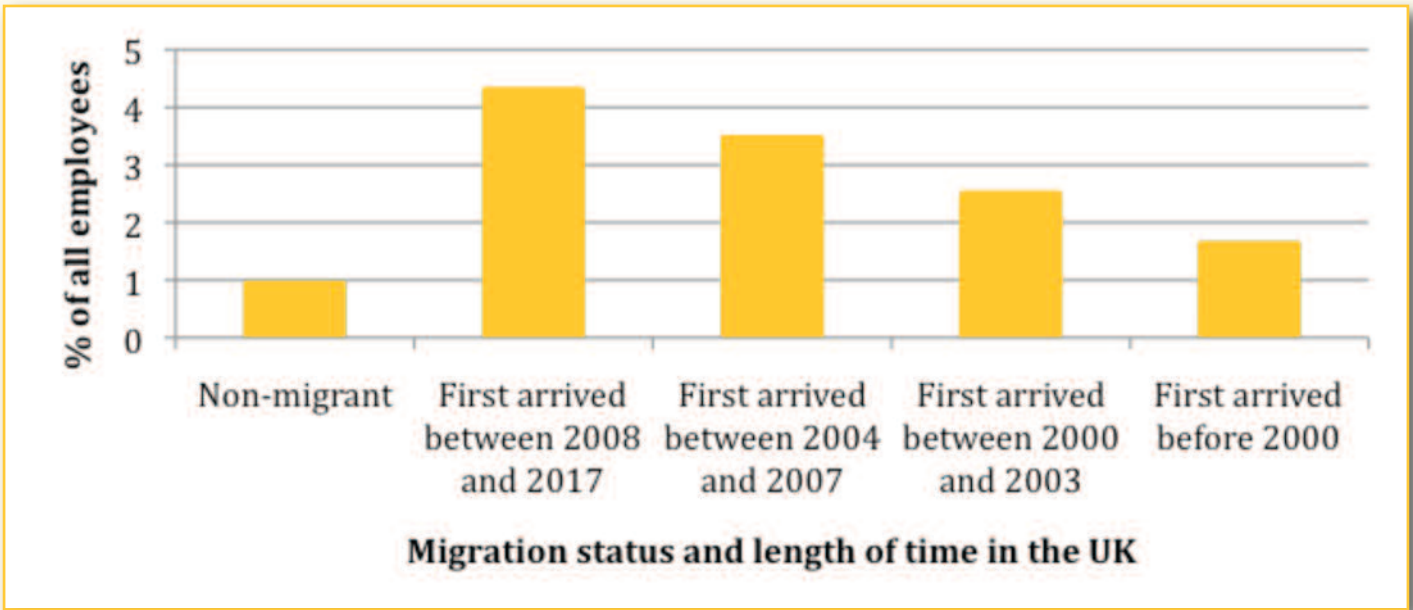 % of all employees
5
4
3
2
1
0
Non-migrant
First arrived
between 2008
and 2017
First arrived
between 2004
and 2007
First arrived
between 2000
and 2003
First arrived
before 2000
Migration status and length of time in the UK